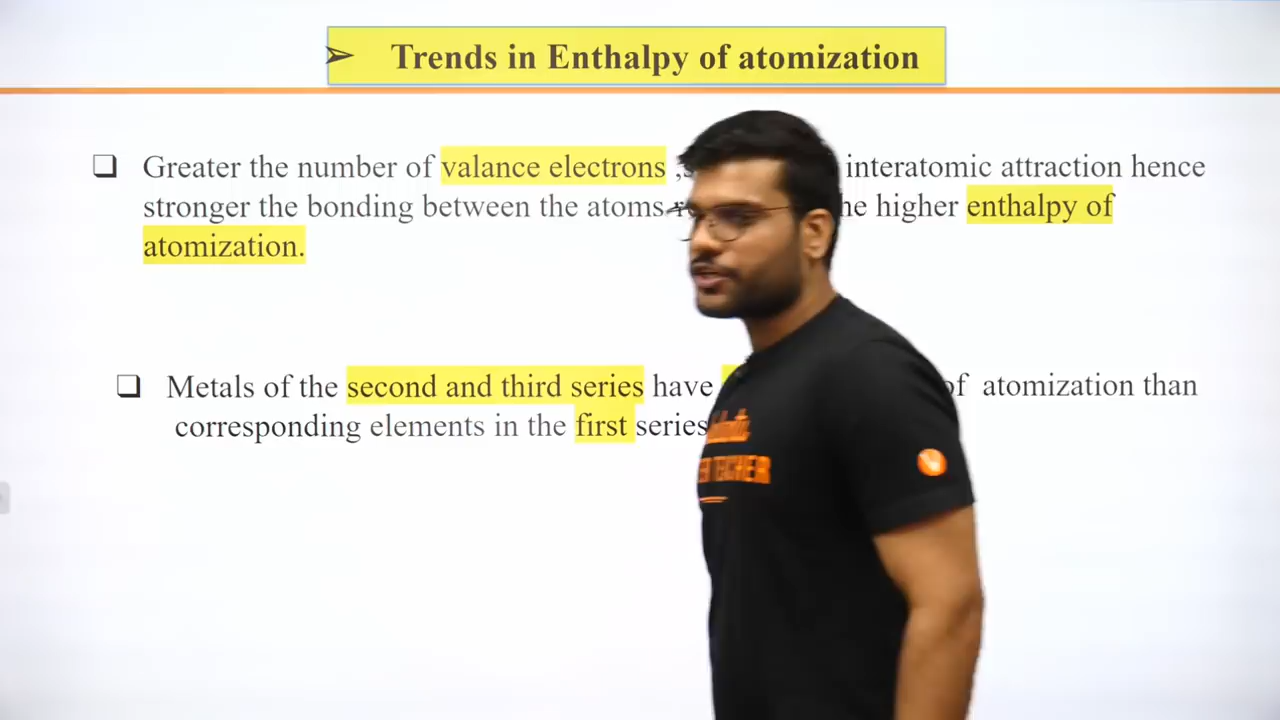 ➢ Trends in Enthalpy of atomization
❑ Greater the number of valance electrons , interatomic attraction hence
stronger the bonding between the atoms higher enthalpy of
atomization.
❑ Metals of the second and third series have of atomization than
corresponding elements in the first series